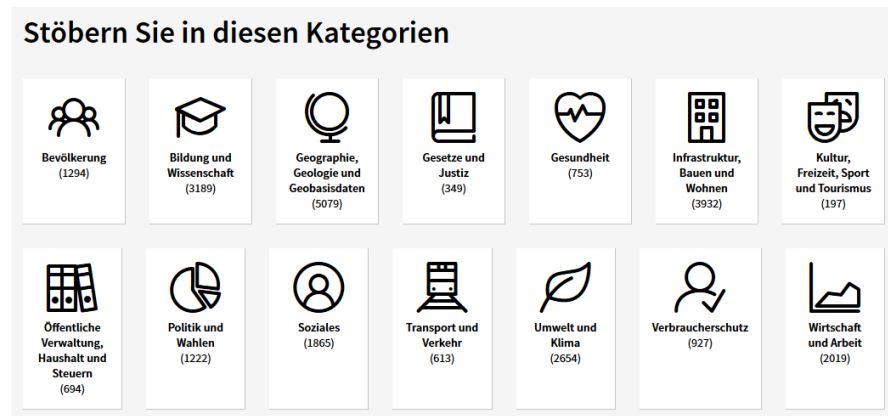 Stöbern Sie in diesen Kategorien
Bevölkerung
(1294)
Bildung und
Wissenschaft
(3189)
Geographie,
Geologie und
Geobasisdaten
(5079)
Gesetze und
Justiz
(349)
Gesundheit
(753)
Infrastruktur,
Bauen und
Wohnen
(3932)
Kultur,
Freizeit, Sport
und Tourismus
(197)
Öffentliche
Verwaltung,
Haushalt und
Steuern
(694)
Politik und
Wahlen
(1222)
Soziales
(1865)
Transport und
Verkehr
(613)
Umwelt und
Klima
(2654)
Verbraucherschutz
(927)
Wirtschaft
und Arbeit
(2019)